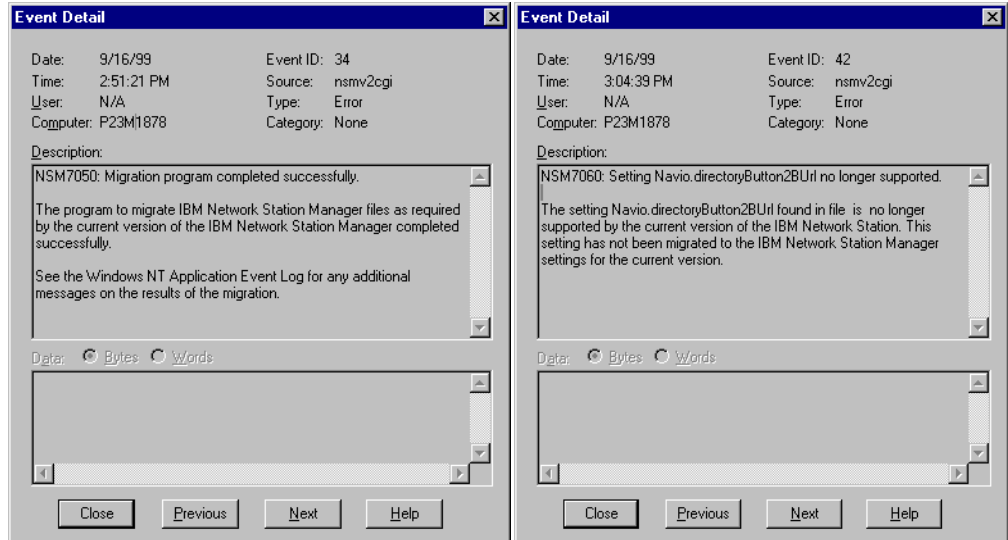 Event Detail
Date: 9/16/99 Event ID: 34
Time: 2:51:21 PM Source: nsmv2cgi
User: N/A Type: Error
Computer: P23M1878 Category: None
Description:
NSM7050: Migration program completed successfully.
The program to migrate IBM Network Station Manager files as required
by the current version of the IBM Network Station Manager completed
successfully.
See the Windows NT Application Event Log for any additional
messages on the results of the migration.
Data: Bytes Words
Close Previous Next Help
Event Detail
Date: 9/16/99 Event ID: 42
Time: 3:04:39 PM Source: nsmv2cgi
User: N/A Type: Error
Computer: P23M1878 Category: None
Description:
NSM7060: Setting Navio.directoryButton2BUrl no longer supported.
The setting Navio.directoryButton2BUrl found in file is no longer
supported by the current version of the IBM Network Station. This
setting has not been migrated to the IBM Network Station Manager
settings for the current version.
Data: Bytes Words
Close Previous Next Help